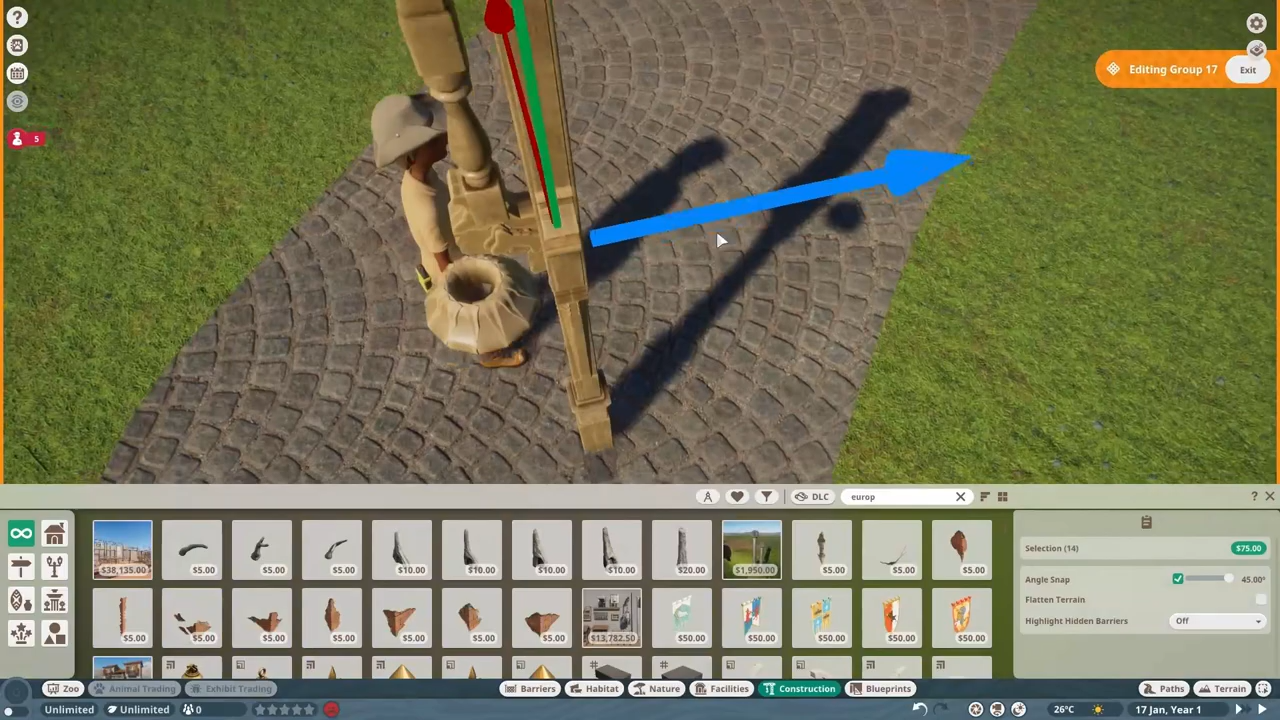 ?
Editing Group 17 Exit
5
DLC europ ?
$38,135.00 $5.00 $5.00 $5.00 $10.00 $10.00 $10.00 $10.00 $20.00 $1,950.00 $5.00 $5.00 $5.00
Selection (14) $75.00
Angle Snap 45.00°
Flatten Terrain
Highlight Hidden Barriers Off
$5.00 $5.00 $5.00 $5.00 $5.00 $5.00 $5.00 $13,782.50 $50.00 $50.00 $50.00 $50.00 $50.00
Zoo Animal Trading Exhibit Trading Barriers Habitat Nature Facilities Construction Blueprints Paths Terrain
Unlimited Unlimited 0 26°C 17 Jan, Year 1